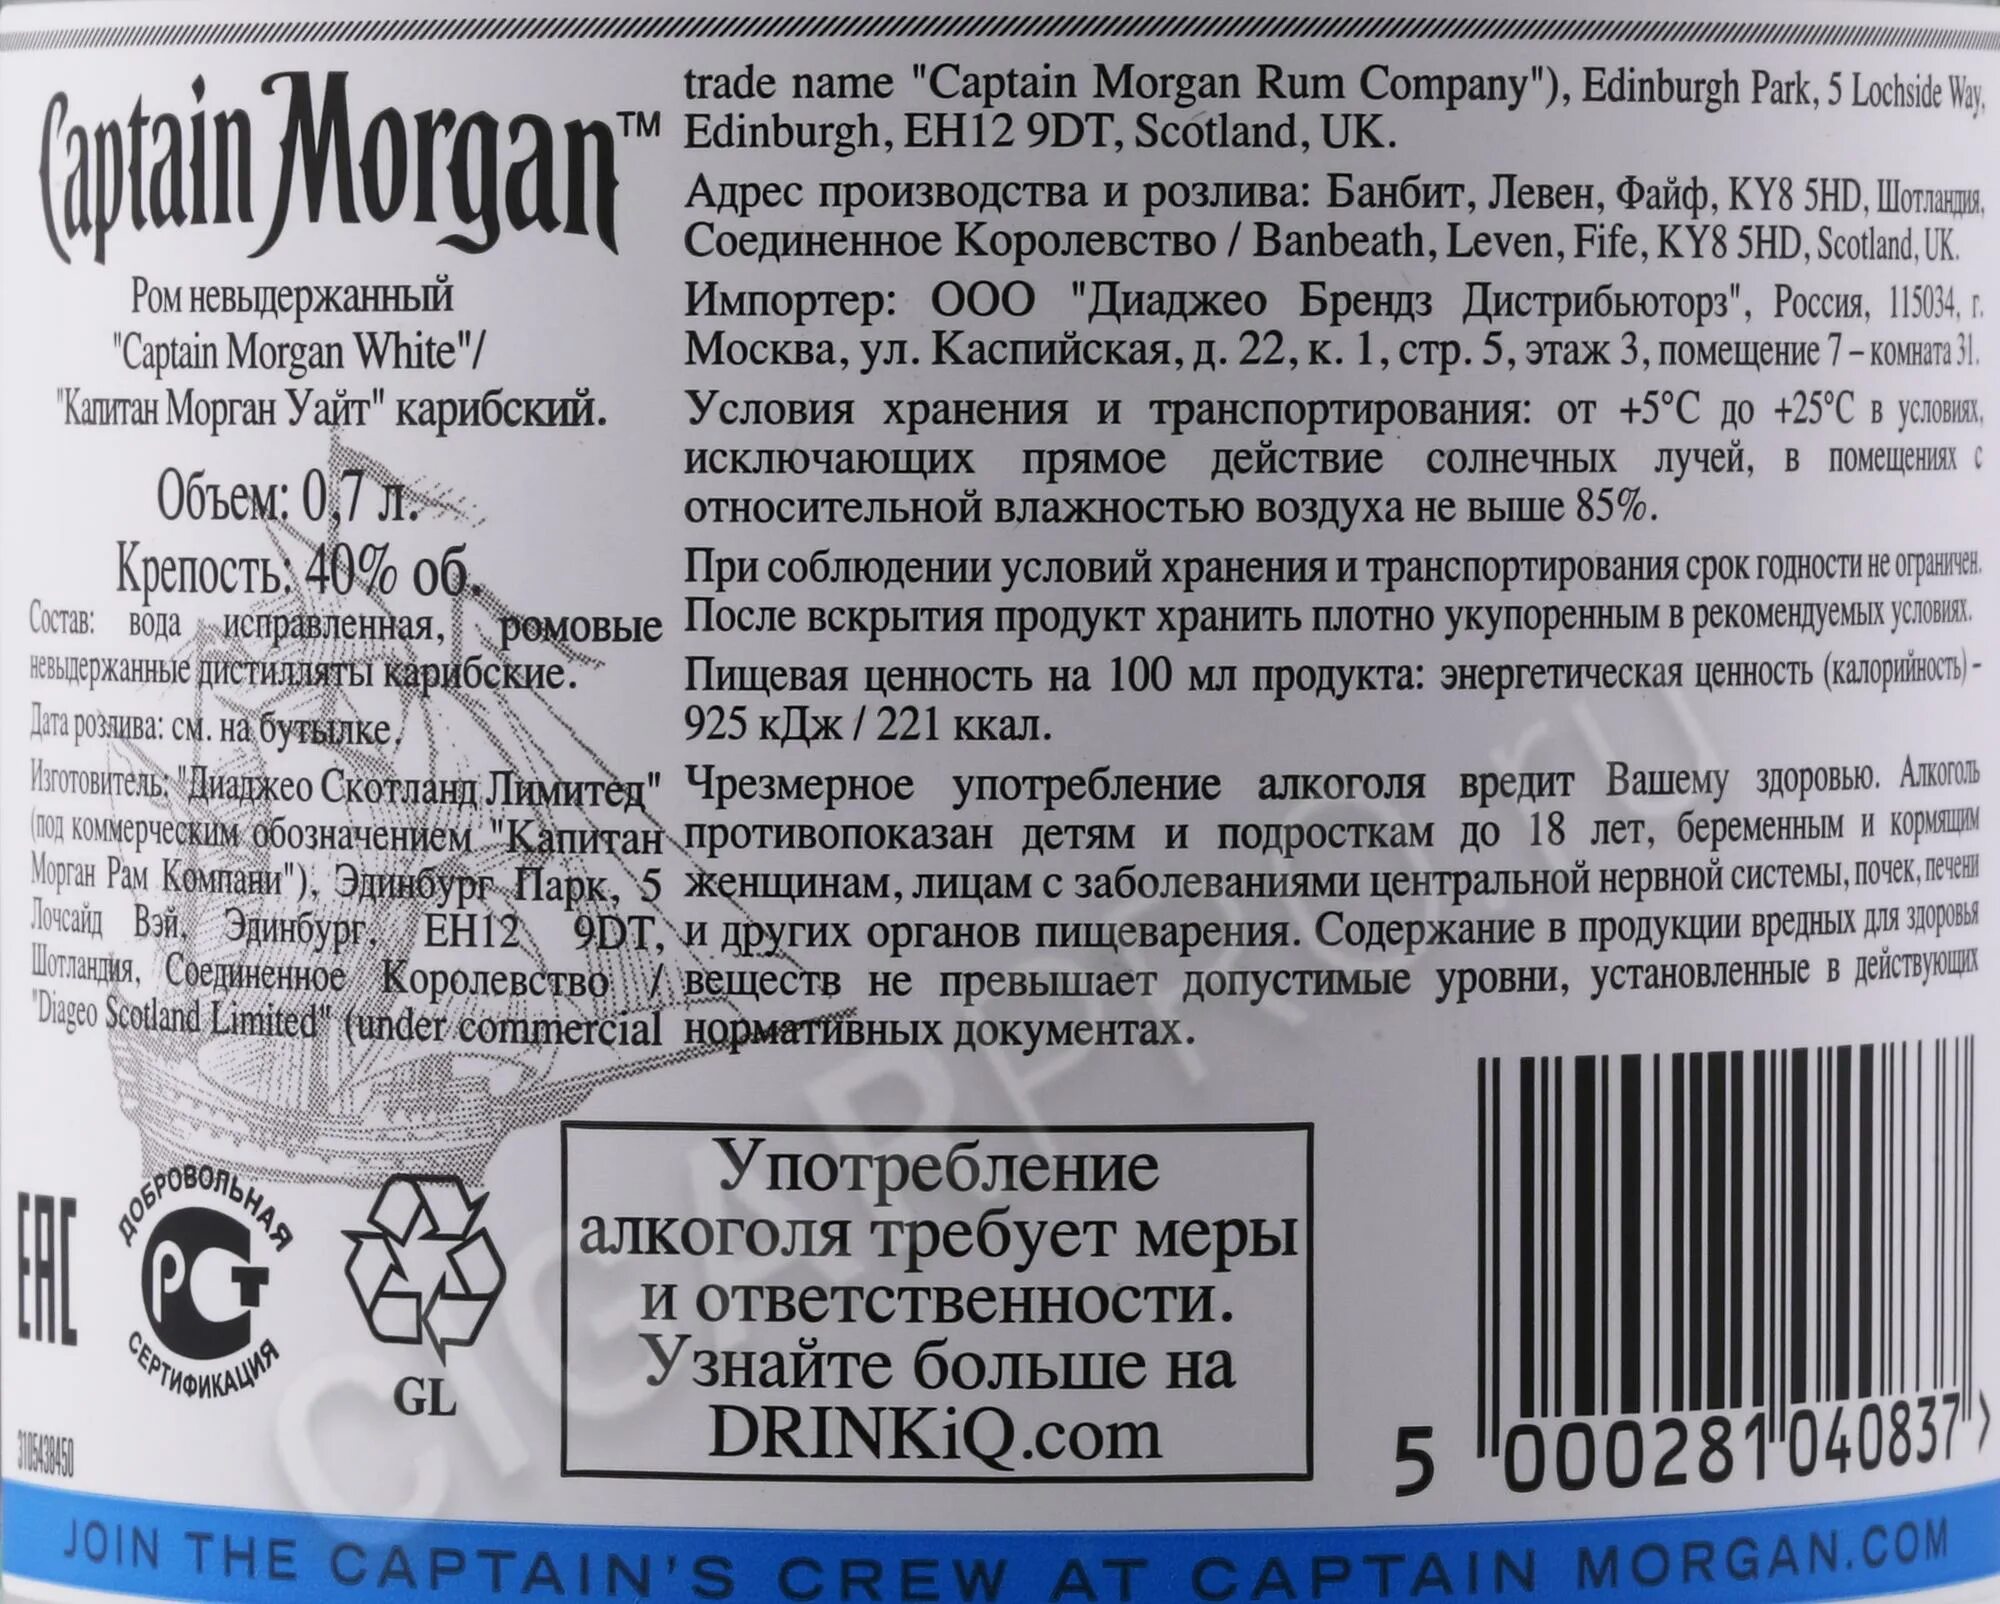 Captain Morgan™
Ром невыдержанный
"Captain Morgan White"/
"Капитан Морган Уайт" карибский.
Объем: 0,7 л.
Крепость: 40% об.
Состав: вода исправленная, ромовые
невыдержанные дистилляты карибские.
Дата розлива: см. на бутылке.
Изготовитель: "Диаджео Скотланд Лимитед"
(под коммерческим обозначением "Капитан
Морган Рам Компани"), Эдинбург Парк, 5
Лочсайд Вэй, Эдинбург, EH12 9DT,
Шотландия, Соединенное Королевство /
"Diageo Scotland Limited" (under commercial
trade name "Captain Morgan Rum Company"), Edinburgh Park, 5 Lochside Way,
Edinburgh, EH12 9DT, Scotland, UK.
Адрес производства и розлива: Банбит, Левен, Файф, KY8 5HD, Шотландия,
Соединенное Королевство / Banbeath, Leven, Fife, KY8 5HD, Scotland, UK.
Импортер: ООО "Диаджео Брендз Дистрибьюторз", Россия, 115034, г.
Москва, ул. Каспийская, д. 22, к. 1, стр. 5, этаж 3, помещение 7 – комната 31.
Условия хранения и транспортирования: от +5°С до +25°С в условиях,
исключающих прямое действие солнечных лучей, в помещениях с
относительной влажностью воздуха не выше 85%.
При соблюдении условий хранения и транспортирования срок годности не ограничен.
После вскрытия продукт хранить плотно укупоренным в рекомендуемых условиях.
Пищевая ценность на 100 мл продукта: энергетическая ценность (калорийность) -
925 кДж / 221 ккал.
Чрезмерное употребление алкоголя вредит Вашему здоровью. Алкоголь
противопоказан детям и подросткам до 18 лет, беременным и кормящим
женщинам, лицам с заболеваниями центральной нервной системы, почек, печени
и других органов пищеварения. Содержание в продукции вредных для здоровья
веществ не превышает допустимые уровни, установленные в действующих
нормативных документах.
EAC
ДОБРОВОЛЬНАЯ
РСТ
СЕРТИФИКАЦИЯ
GL
3105438450
Употребление
алкоголя требует меры
и ответственности.
Узнайте больше на
DRINKiQ.com
5 000281 040837 >
JOIN THE CAPTAIN'S CREW AT CAPTAIN MORGAN.COM
CIGARPRO.ru